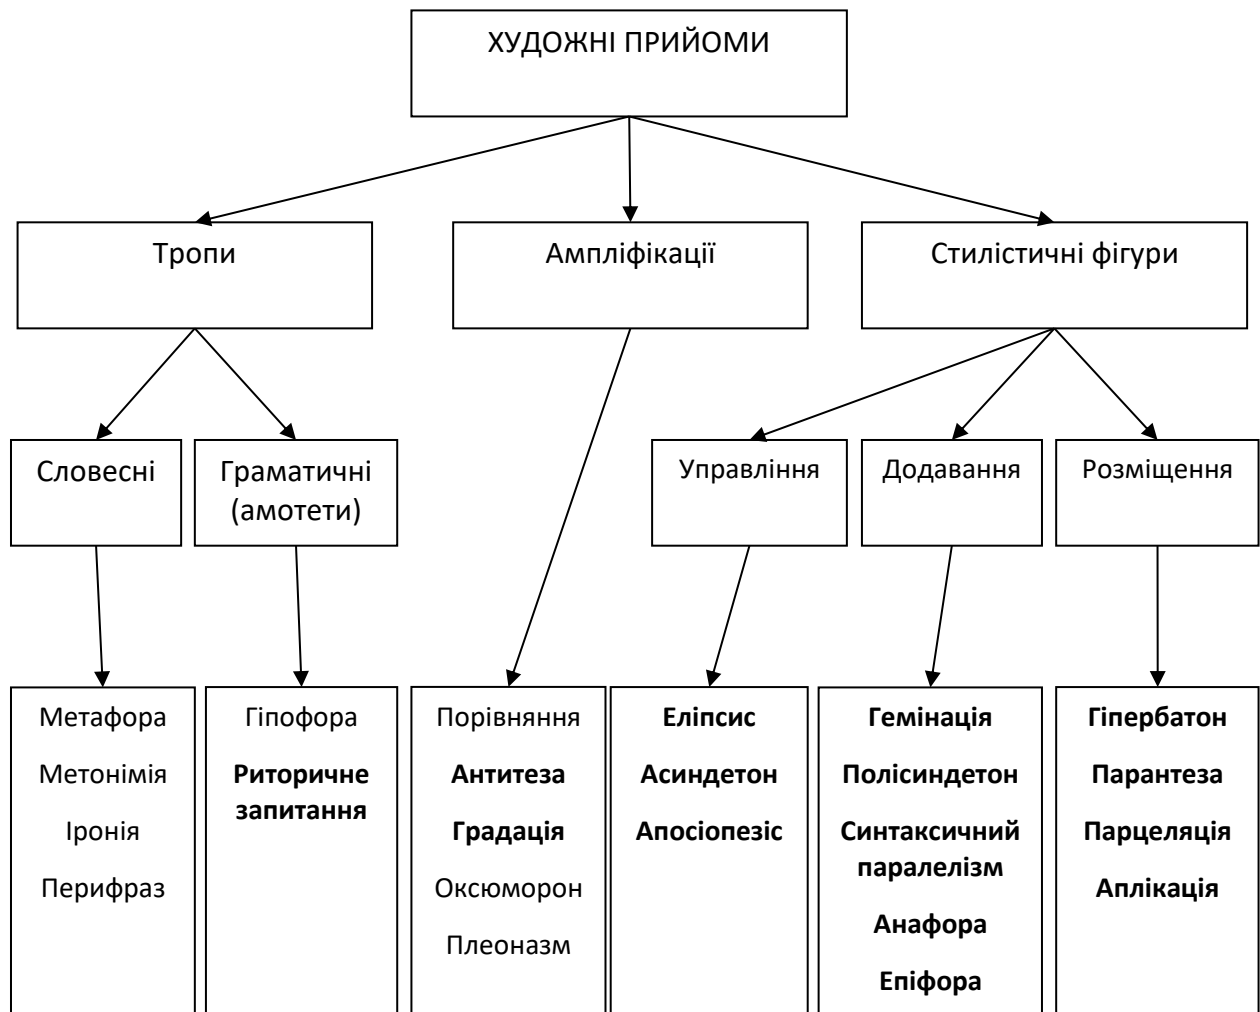 ХУДОЖНІ ПРИЙОМИ
Тропи
Ампліфікації
Стилістичні фігури
Словесні
Граматичні
(амотети)
Управління
Додавання
Розміщення
Метафора
Метонімія
Іронія
Перифраз
Гіпофора
Риторичне
запитання
Порівняння
Антитеза
Градація
Оксюморон
Плеоназм
Еліпсис
Асиндетон
Апосіопезіс
Гемінація
Полісиндетон
Синтаксичний
паралелізм
Анафора
Епіфора
Гіпербатон
Парантеза
Парцеляція
Аплікація